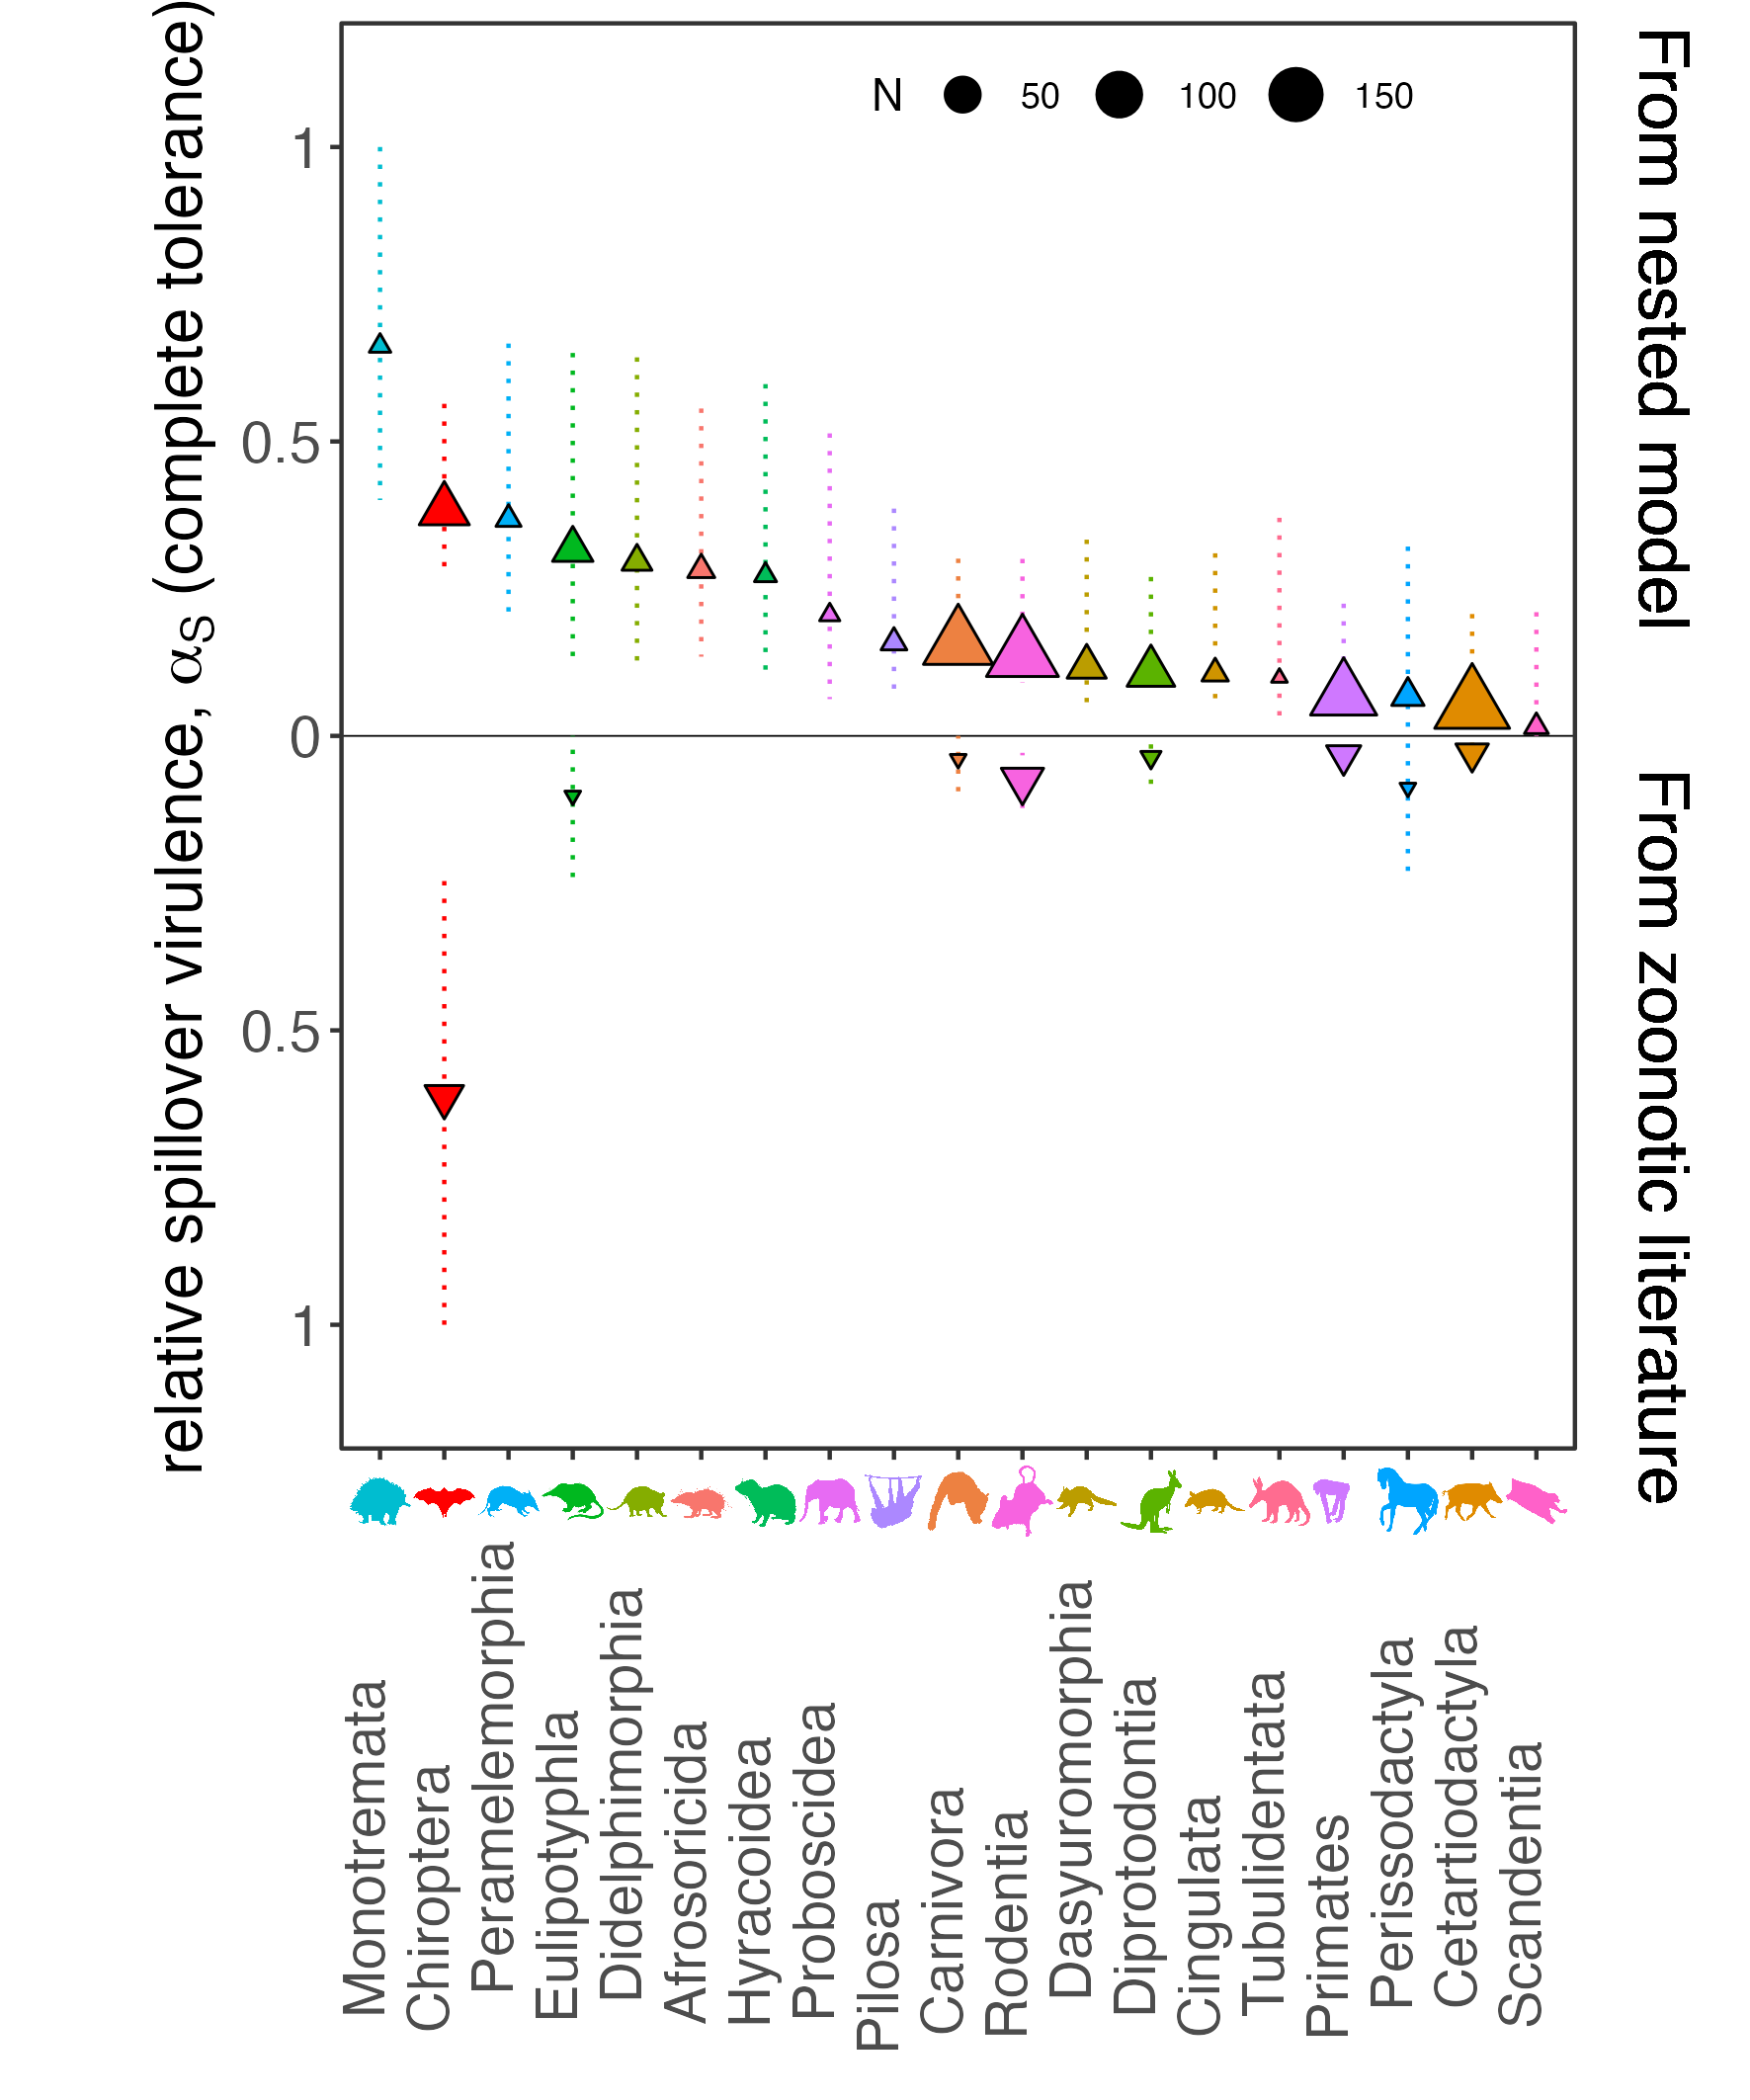 relative spillover virulence, αS (complete tolerance)
N 50 100 150
1
0.5
0
0.5
1
From nested model
From zoonotic literature
Monotremata
Chiroptera
Peramelemorphia
Eulipotyphla
Didelphimorphia
Afrosoricida
Hyracoidea
Proboscidea
Pilosa
Carnivora
Rodentia
Dasyuromorphia
Diprotodontia
Cingulata
Tubulidentata
Primates
Perissodactyla
Cetartiodactyla
Scandentia